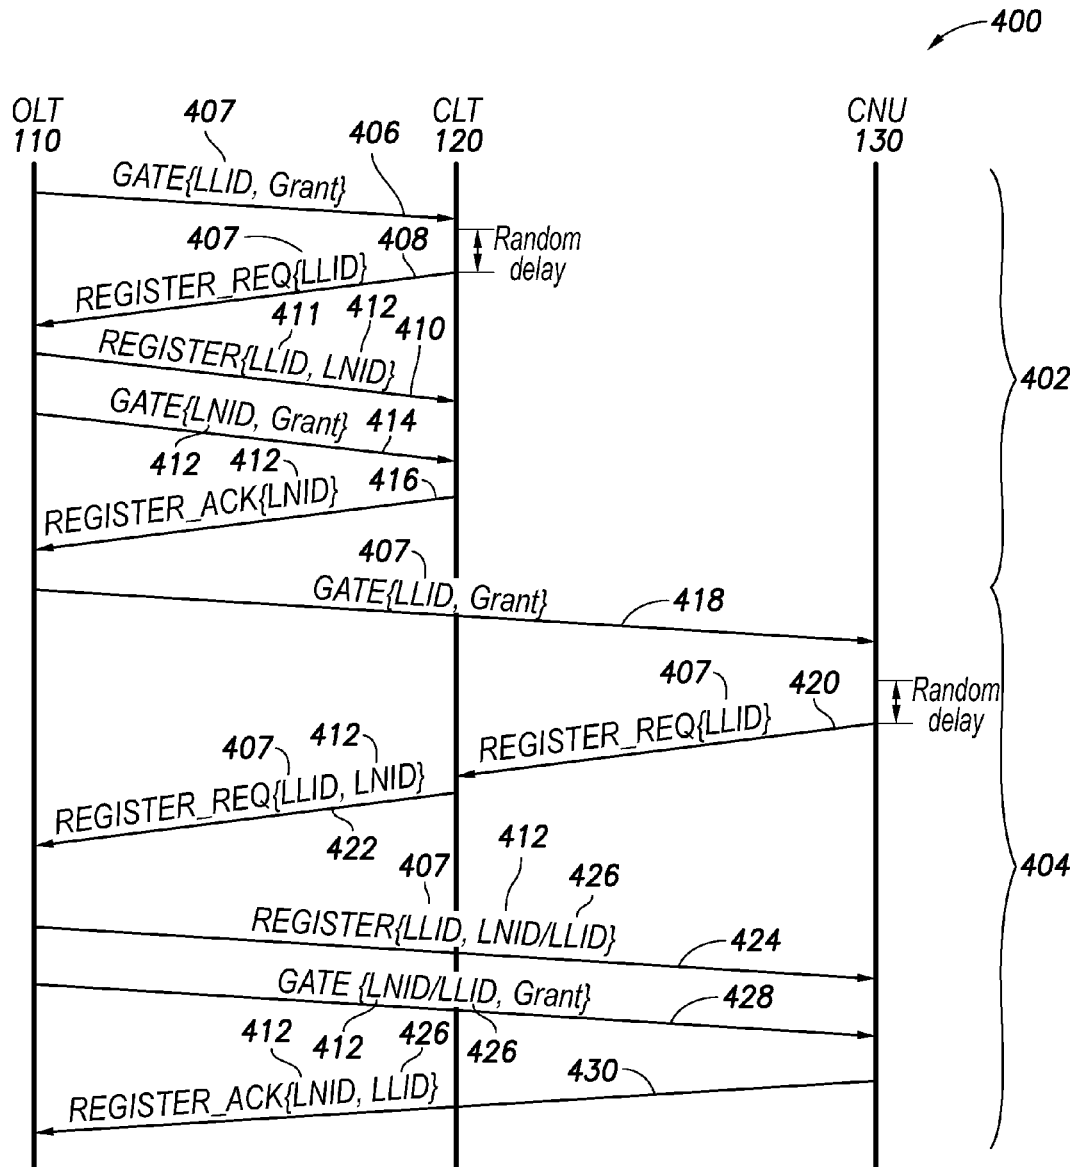 400
OLT CLT CNU
110 120 130
407
406
GATE{LLID, Grant}
407 408 Random
delay
REGISTER_REQ{LLID}
411 412 410
REGISTER{LLID, LNID}
402
GATE{LNID, Grant} 414
412 412
416
REGISTER_ACK{LNID}
407
GATE{LLID, Grant} 418
407 420 Random
delay
REGISTER_REQ{LLID}
407 412
REGISTER_REQ{LLID, LNID}
422
407 412 426
404
REGISTER{LLID, LNID/LLID}
424
GATE {LNID/LLID, Grant} 428
412 412 426 426
430
REGISTER_ACK{LNID, LLID}